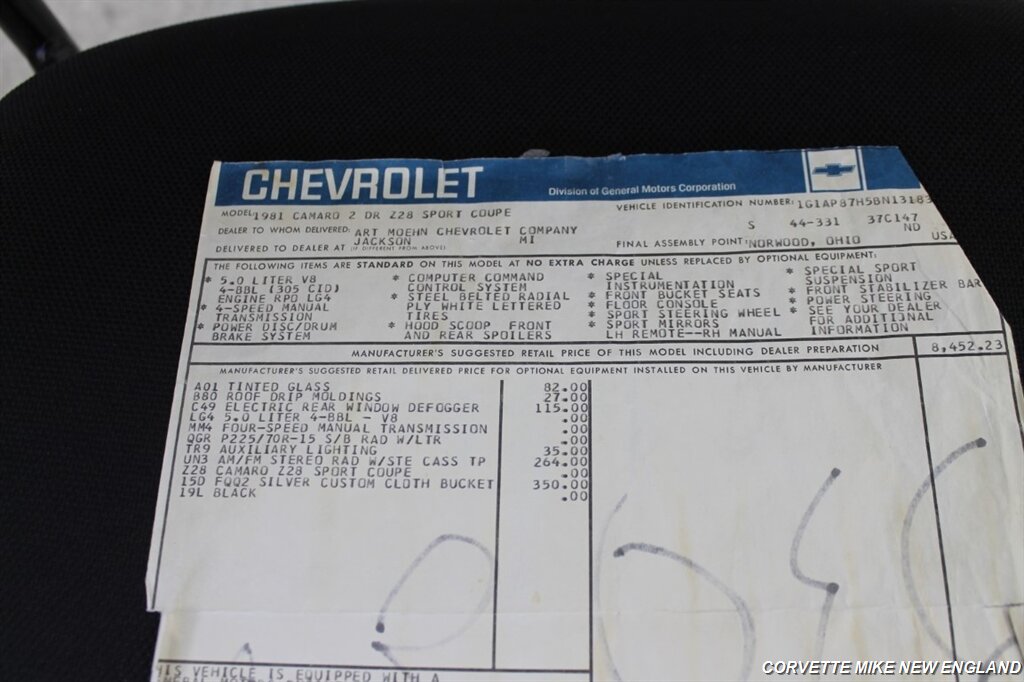 CHEVROLET
Division of General Motors Corporation
MODEL 1981 CAMARO 2 DR Z28 SPORT COUPE
VEHICLE IDENTIFICATION NUMBER: 1G1AP87H5BN13183
DEALER TO WHOM DELIVERED: ART MOEHN CHEVROLET COMPANY
S 44-331 37C147
JACKSON MI
ND
DELIVERED TO DEALER AT (IF DIFFERENT FROM ABOVE)
FINAL ASSEMBLY POINT: NORWOOD, OHIO USA
THE FOLLOWING ITEMS ARE STANDARD ON THIS MODEL AT NO EXTRA CHARGE UNLESS REPLACED BY OPTIONAL EQUIPMENT:
* 5.0 LITER V8
4-BBL (305 CID)
ENGINE RPO LG4
* 4-SPEED MANUAL
TRANSMISSION
* POWER DISC/DRUM
BRAKE SYSTEM
* COMPUTER COMMAND
CONTROL SYSTEM
* STEEL BELTED RADIAL
PLY WHITE LETTERED
TIRES
* HOOD SCOOP FRONT
AND REAR SPOILERS
* SPECIAL
INSTRUMENTATION
* FRONT BUCKET SEATS
* FLOOR CONSOLE
* SPORT STEERING WHEEL
* SPORT MIRRORS
LH REMOTE--RH MANUAL
* SPECIAL SPORT
SUSPENSION
* FRONT STABILIZER BAR
* POWER STEERING
* SEE YOUR DEALER
FOR ADDITIONAL
INFORMATION
MANUFACTURER'S SUGGESTED RETAIL PRICE OF THIS MODEL INCLUDING DEALER PREPARATION 8,452.23
MANUFACTURER'S SUGGESTED RETAIL DELIVERED PRICE FOR OPTIONAL EQUIPMENT INSTALLED ON THIS VEHICLE BY MANUFACTURER
A01 TINTED GLASS 82.00
B80 ROOF DRIP MOLDINGS 27.00
C49 ELECTRIC REAR WINDOW DEFOGGER 115.00
LG4 5.0 LITER 4-BBL - V8 .00
MM4 FOUR-SPEED MANUAL TRANSMISSION .00
QGR P225/70R-15 S/B RAD W/LTR .00
TR9 AUXILIARY LIGHTING 35.00
UN3 AM/FM STEREO RAD W/STE CASS TP 264.00
Z28 CAMARO Z28 SPORT COUPE .00
15D FQQ2 SILVER CUSTOM CLOTH BUCKET 350.00
19L BLACK .00
HIS VEHICLE IS EQUIPPED WITH A
CORVETTE MIKE NEW ENGLAND